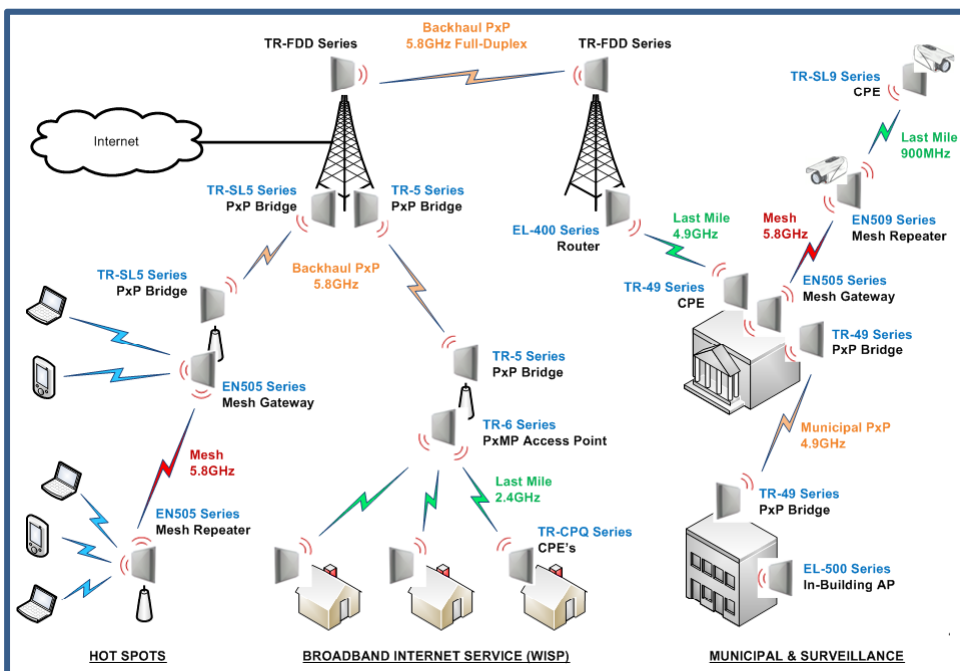 Backhaul PxP
5.8GHz Full-Duplex
TR-FDD Series
TR-FDD Series
TR-SL9 Series
CPE
Internet
Last Mile
900MHz
TR-SL5 Series
PxP Bridge
TR-5 Series
PxP Bridge
EL-400 Series
Router
Last Mile
4.9GHz
Mesh
5.8GHz
EN509 Series
Mesh Repeater
TR-SL5 Series
PxP Bridge
Backhaul PxP
5.8GHz
TR-49 Series
CPE
EN505 Series
Mesh Gateway
TR-49 Series
PxP Bridge
TR-5 Series
PxP Bridge
EN505 Series
Mesh Gateway
TR-6 Series
PxMP Access Point
Municipal PxP
4.9GHz
Mesh
5.8GHz
Last Mile
2.4GHz
TR-49 Series
PxP Bridge
EN505 Series
Mesh Repeater
TR-CPQ Series
CPE's
EL-500 Series
In-Building AP
HOT SPOTS
BROADBAND INTERNET SERVICE (WISP)
MUNICIPAL & SURVEILLANCE